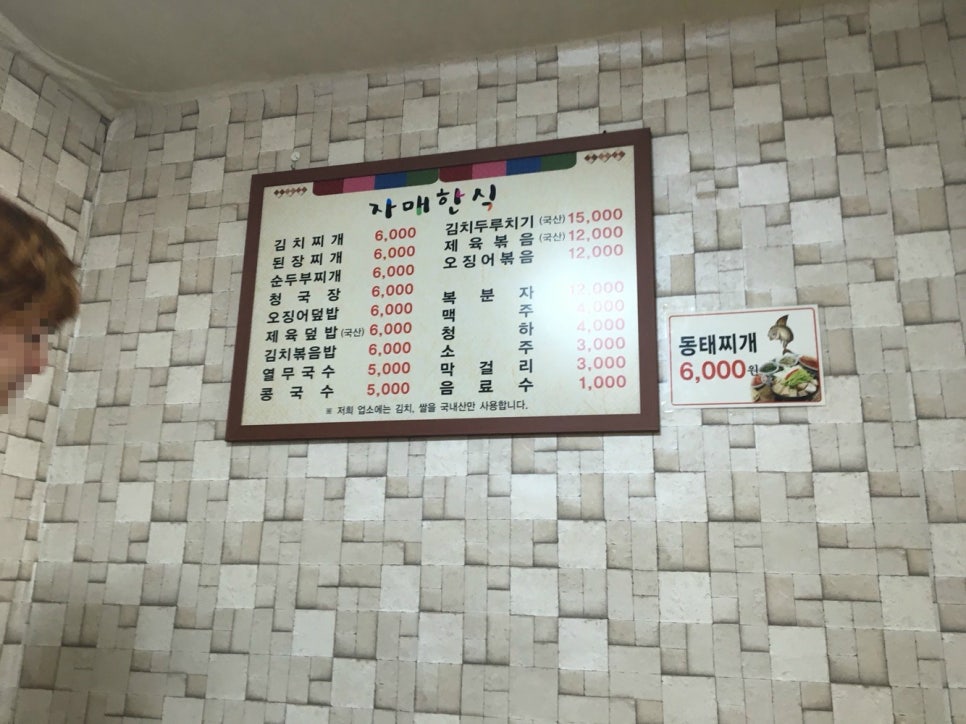 자매한식
김치찌개 6,000
된장찌개 6,000
순두부찌개 6,000
청국장 6,000
오징어덮밥 6,000
제육덮밥 (국산) 6,000
김치볶음밥 6,000
열무국수 5,000
콩국수 5,000
김치두루치기 (국산) 15,000
제육볶음 (국산) 12,000
오징어볶음 12,000
복분자 12,000
맥주 4,000
청하 4,000
소주 3,000
막걸리 3,000
음료수 1,000
※ 저희 업소에는 김치, 쌀을 국내산만 사용합니다.
동태찌개
6,000원